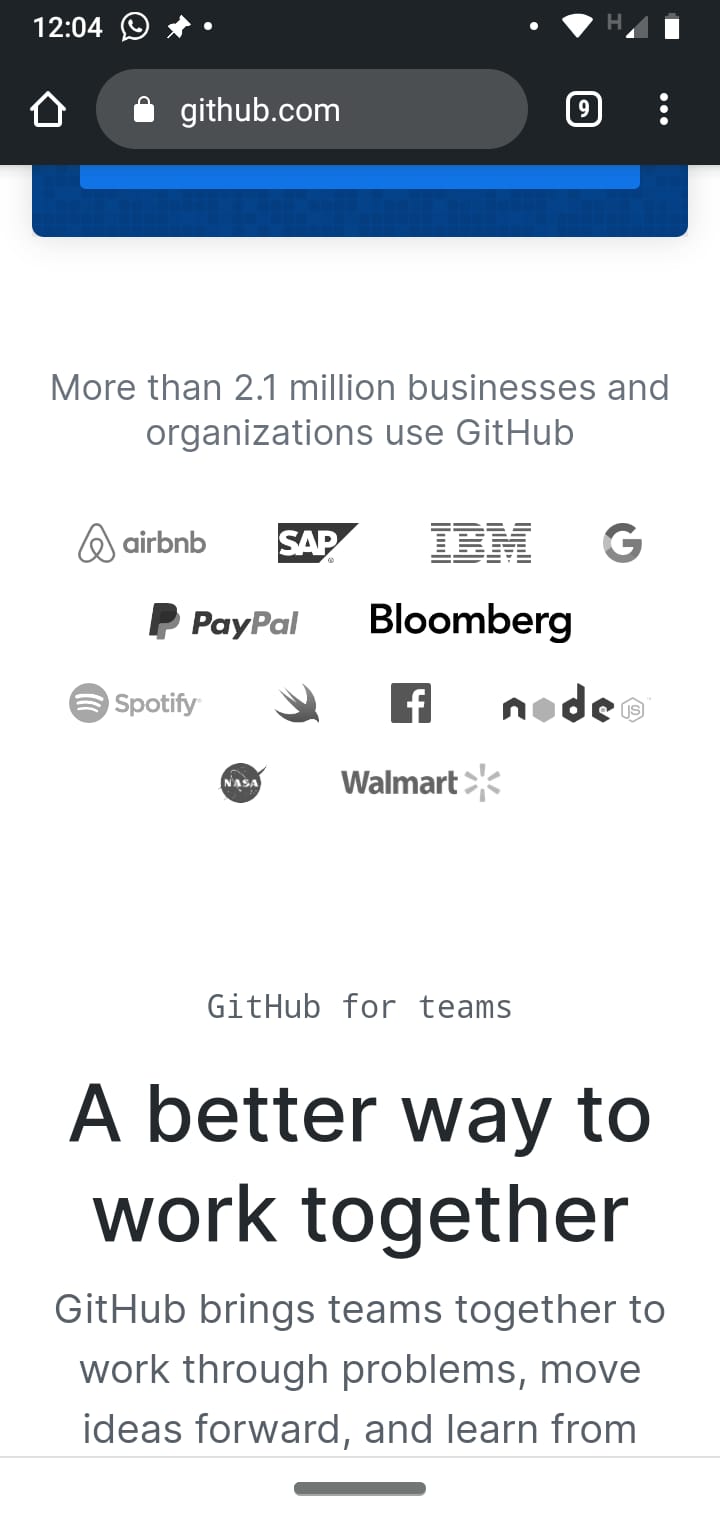 12:04
H
github.com
9
More than 2.1 million businesses and
organizations use GitHub
airbnb SAP IBM G
PayPal Bloomberg
Spotify f node JS
NASA Walmart
GitHub for teams
A better way to
work together
GitHub brings teams together to
work through problems, move
ideas forward, and learn from